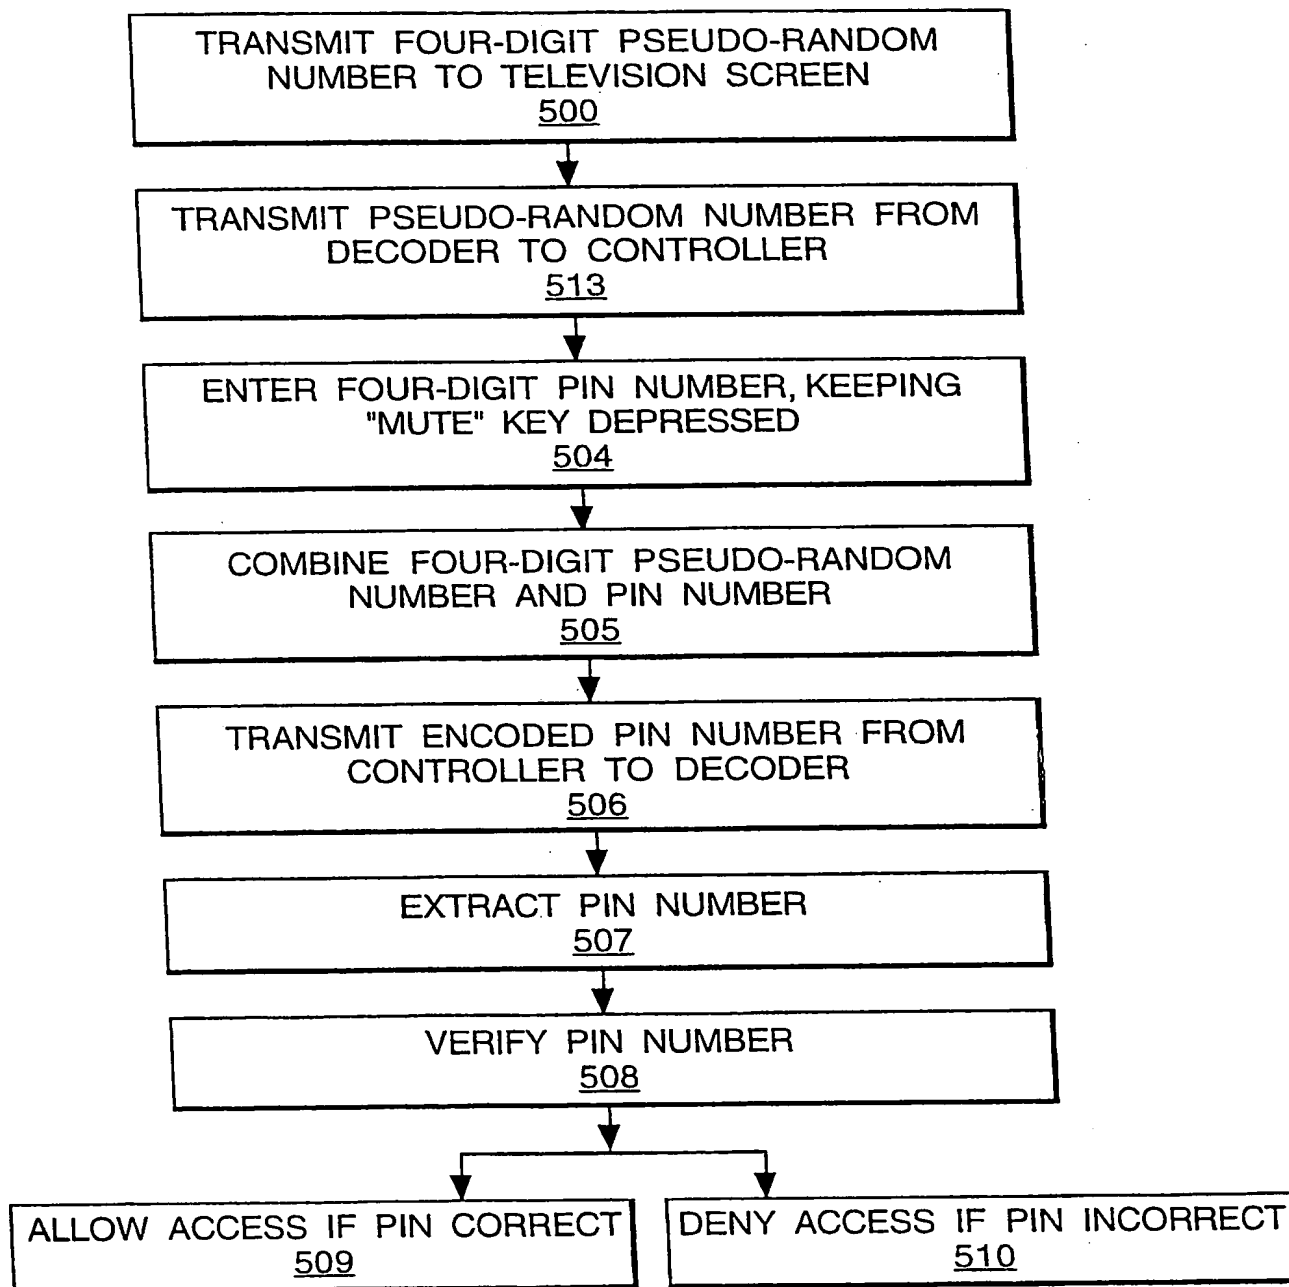 TRANSMIT FOUR-DIGIT PSEUDO-RANDOM
NUMBER TO TELEVISION SCREEN
500
TRANSMIT PSEUDO-RANDOM NUMBER FROM
DECODER TO CONTROLLER
513
ENTER FOUR-DIGIT PIN NUMBER, KEEPING
"MUTE" KEY DEPRESSED
504
COMBINE FOUR-DIGIT PSEUDO-RANDOM
NUMBER AND PIN NUMBER
505
TRANSMIT ENCODED PIN NUMBER FROM
CONTROLLER TO DECODER
506
EXTRACT PIN NUMBER
507
VERIFY PIN NUMBER
508
ALLOW ACCESS IF PIN CORRECT
509
DENY ACCESS IF PIN INCORRECT
510